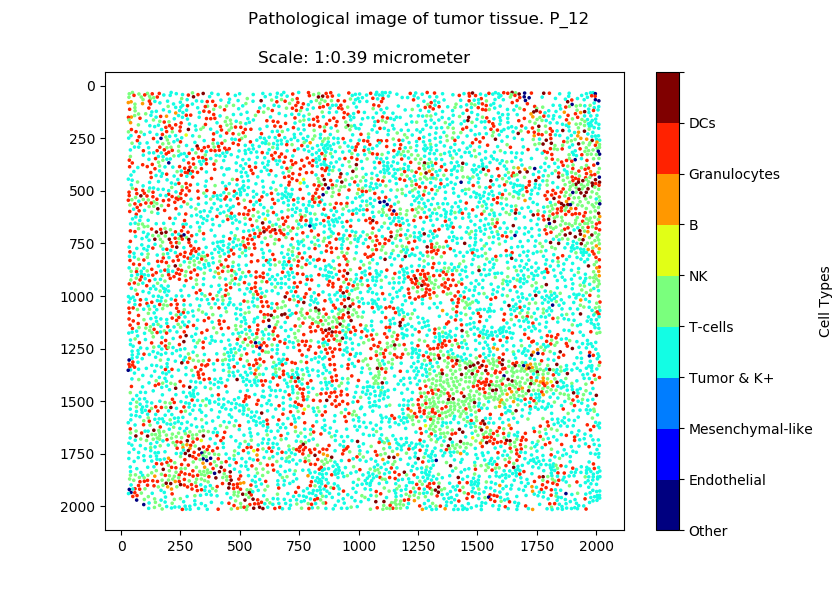 Pathological image of tumor tissue. P_12
Scale: 1:0.39 micrometer
0
250
500
750
1000
1250
1500
1750
2000
0
250
500
750
1000
1250
1500
1750
2000
DCs
Granulocytes
B
NK
T-cells
Tumor & K+
Mesenchymal-like
Endothelial
Other
Cell Types